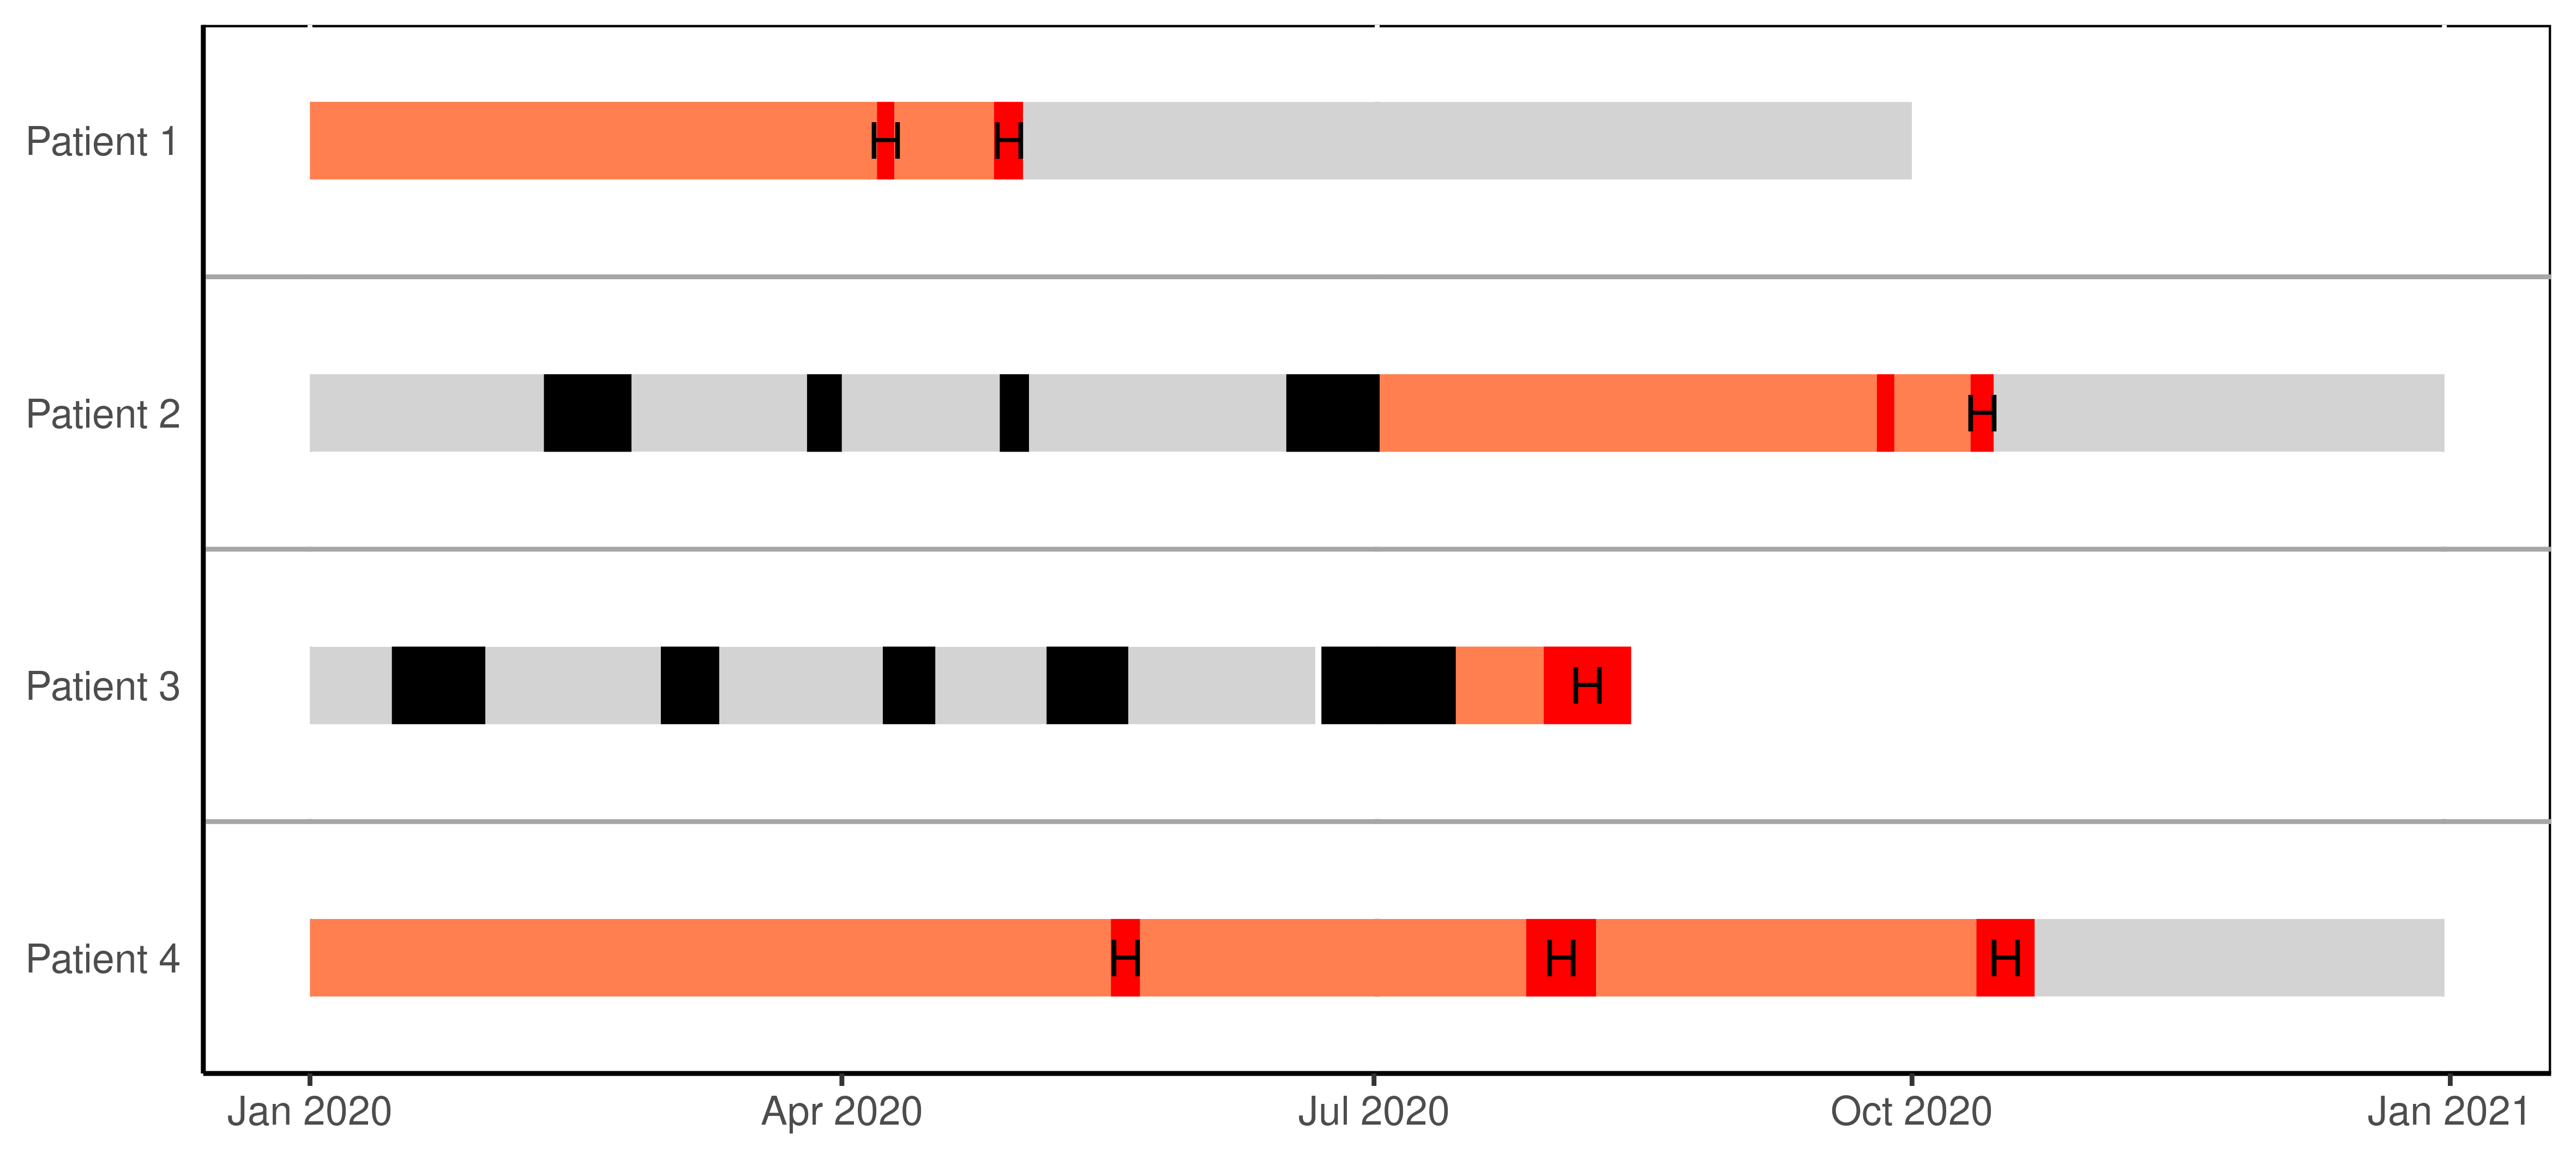 Patient 1
H H
Patient 2
H
Patient 3
H
Patient 4
H H H
Jan 2020 Apr 2020 Jul 2020 Oct 2020 Jan 2021